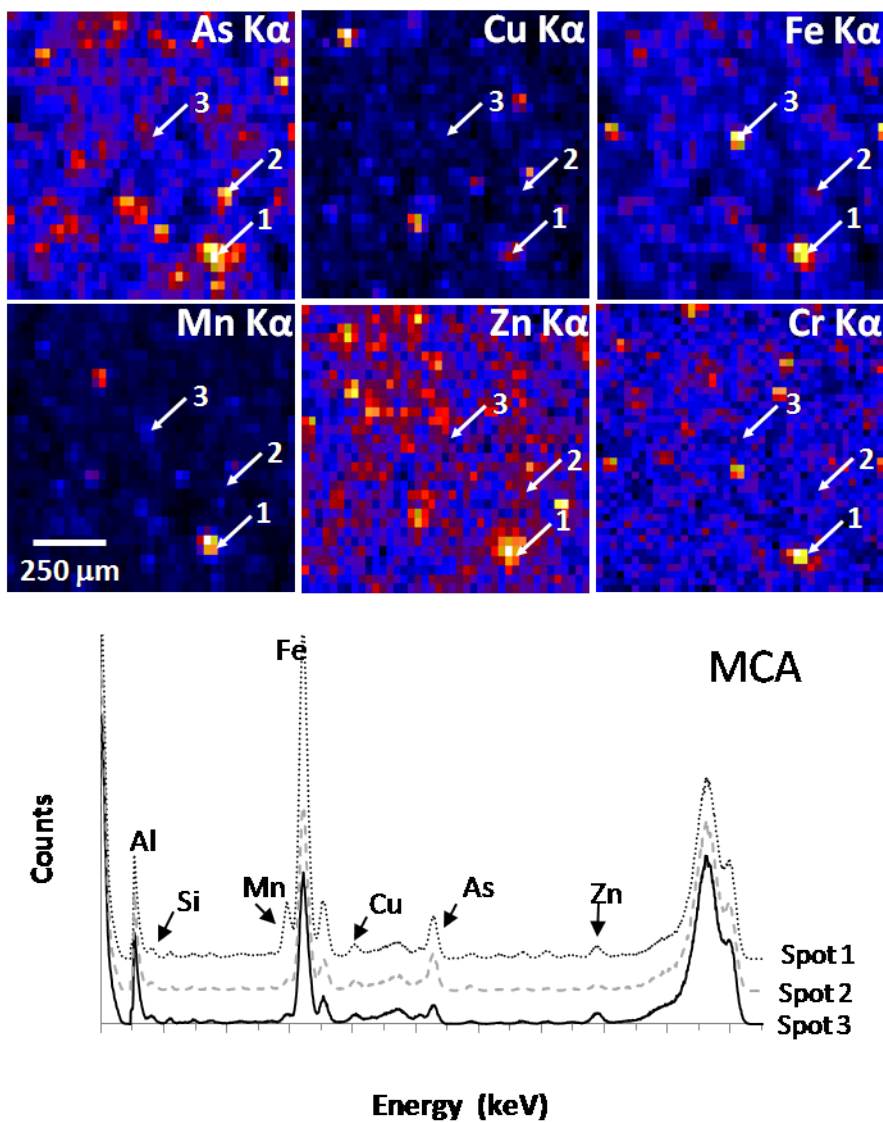 As Kα
Cu Kα
Fe Kα
3
2
1
3
2
1
3
2
1
Mn Kα
Zn Kα
Cr Kα
3
2
1
3
2
1
3
2
1
250 μm
MCA
Fe
Al
Si
Mn
Cu
As
Zn
Counts
Spot 1
Spot 2
Spot 3
Energy (keV)